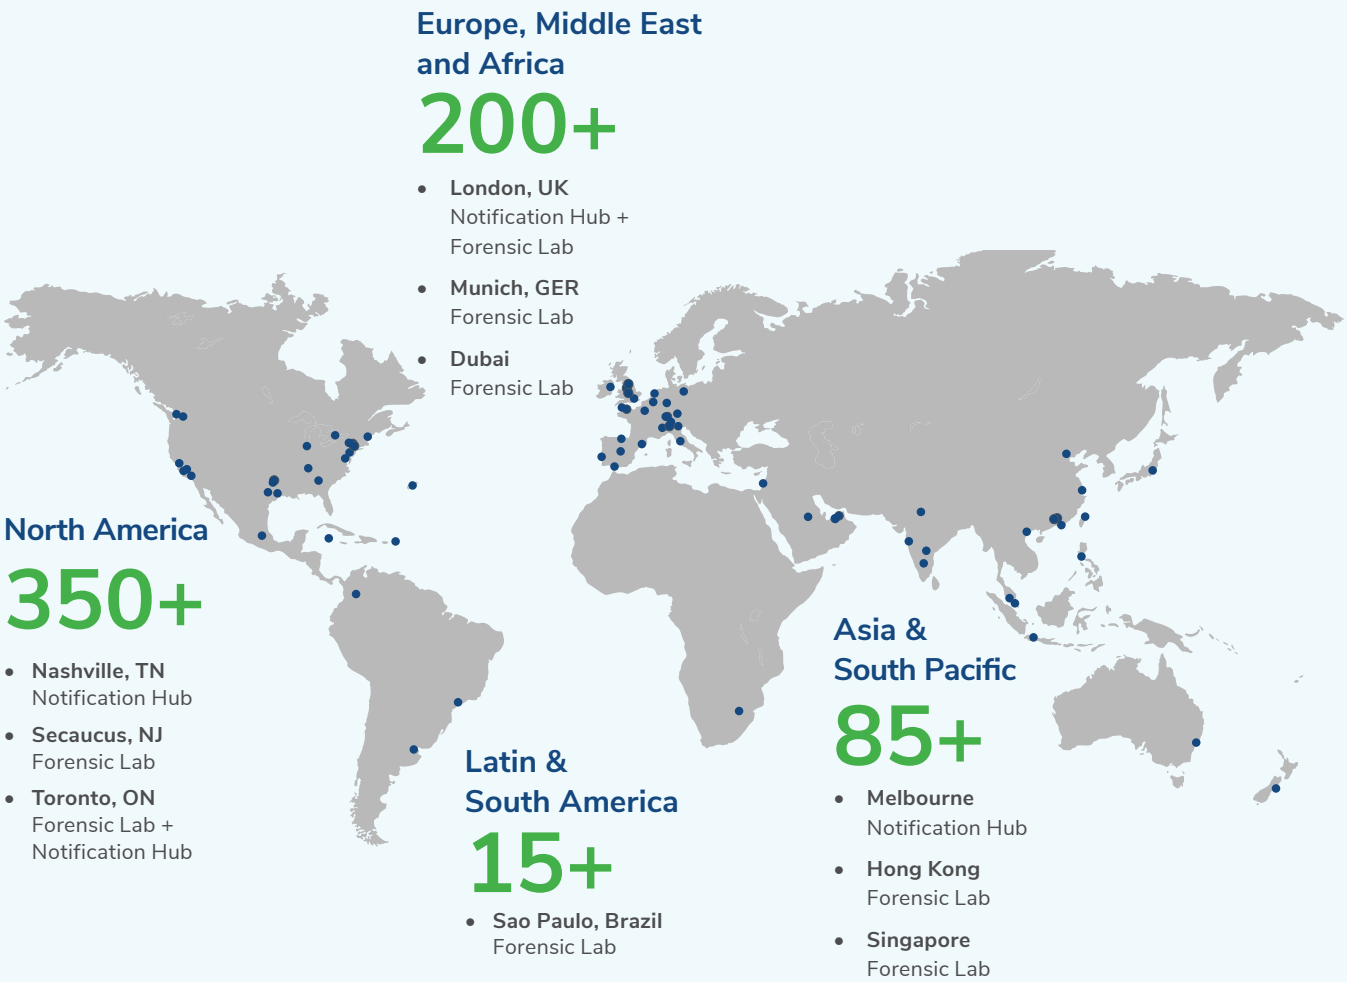 Europe, Middle East
and Africa
200+
• London, UK
Notification Hub +
Forensic Lab
• Munich, GER
Forensic Lab
• Dubai
Forensic Lab
North America
350+
• Nashville, TN
Notification Hub
• Secaucus, NJ
Forensic Lab
• Toronto, ON
Forensic Lab +
Notification Hub
Latin &
South America
15+
• Sao Paulo, Brazil
Forensic Lab
Asia &
South Pacific
85+
• Melbourne
Notification Hub
• Hong Kong
Forensic Lab
• Singapore
Forensic Lab